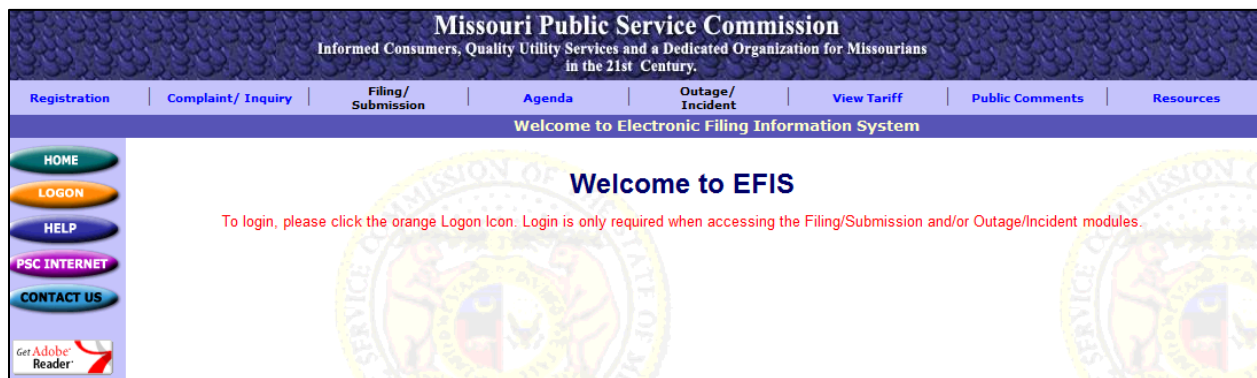 Missouri Public Service Commission
Informed Consumers, Quality Utility Services and a Dedicated Organization for Missourians
in the 21st Century.
Registration
Complaint/ Inquiry
Filing/
Submission
Agenda
Outage/
Incident
View Tariff
Public Comments
Resources
Welcome to Electronic Filing Information System
HOME
LOGON
HELP
PSC INTERNET
CONTACT US
Get Adobe
Reader
Welcome to EFIS
To login, please click the orange Logon Icon. Login is only required when accessing the Filing/Submission and/or Outage/Incident modules.